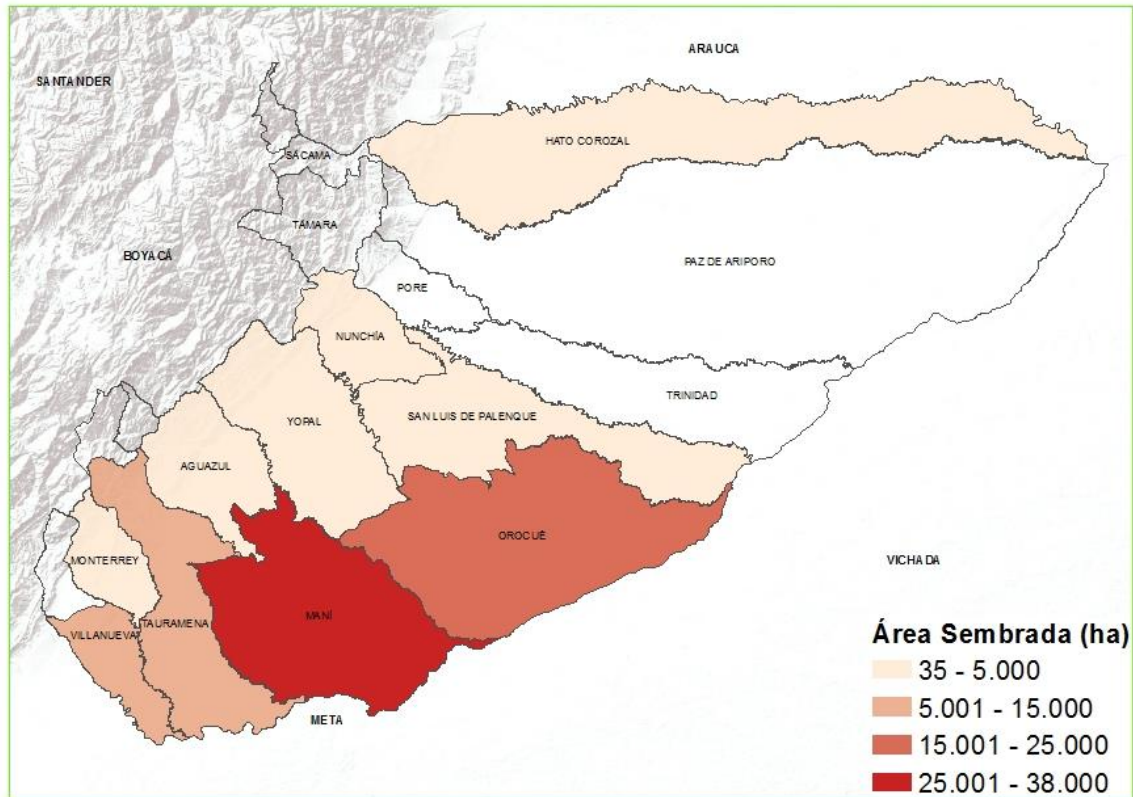 ARAUCA
SANTANDER
HATO COROZAL
SÁCAMA
TÁMARA
BOYACÁ
PAZ DE ARIPORO
PORE
NUNCHÍA
TRINIDAD
SAN LUIS DE PALENQUE
YOPAL
AGUAZUL
OROCUÉ
MONTERREY
VICHADA
MANÍ
TAURAMENA
VILLANUEVA
META
Área Sembrada (ha)
35 - 5.000
5.001 - 15.000
15.001 - 25.000
25.001 - 38.000